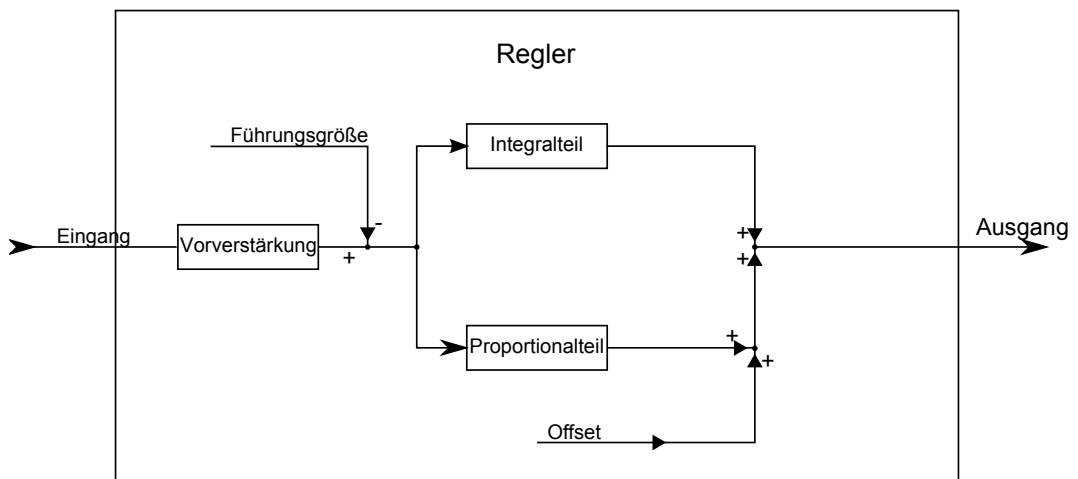 Regler
Führungsgröße
Integralteil
-
Eingang
Vorverstärkung
+
+
+
Ausgang
Proportionalteil
+
+
Offset